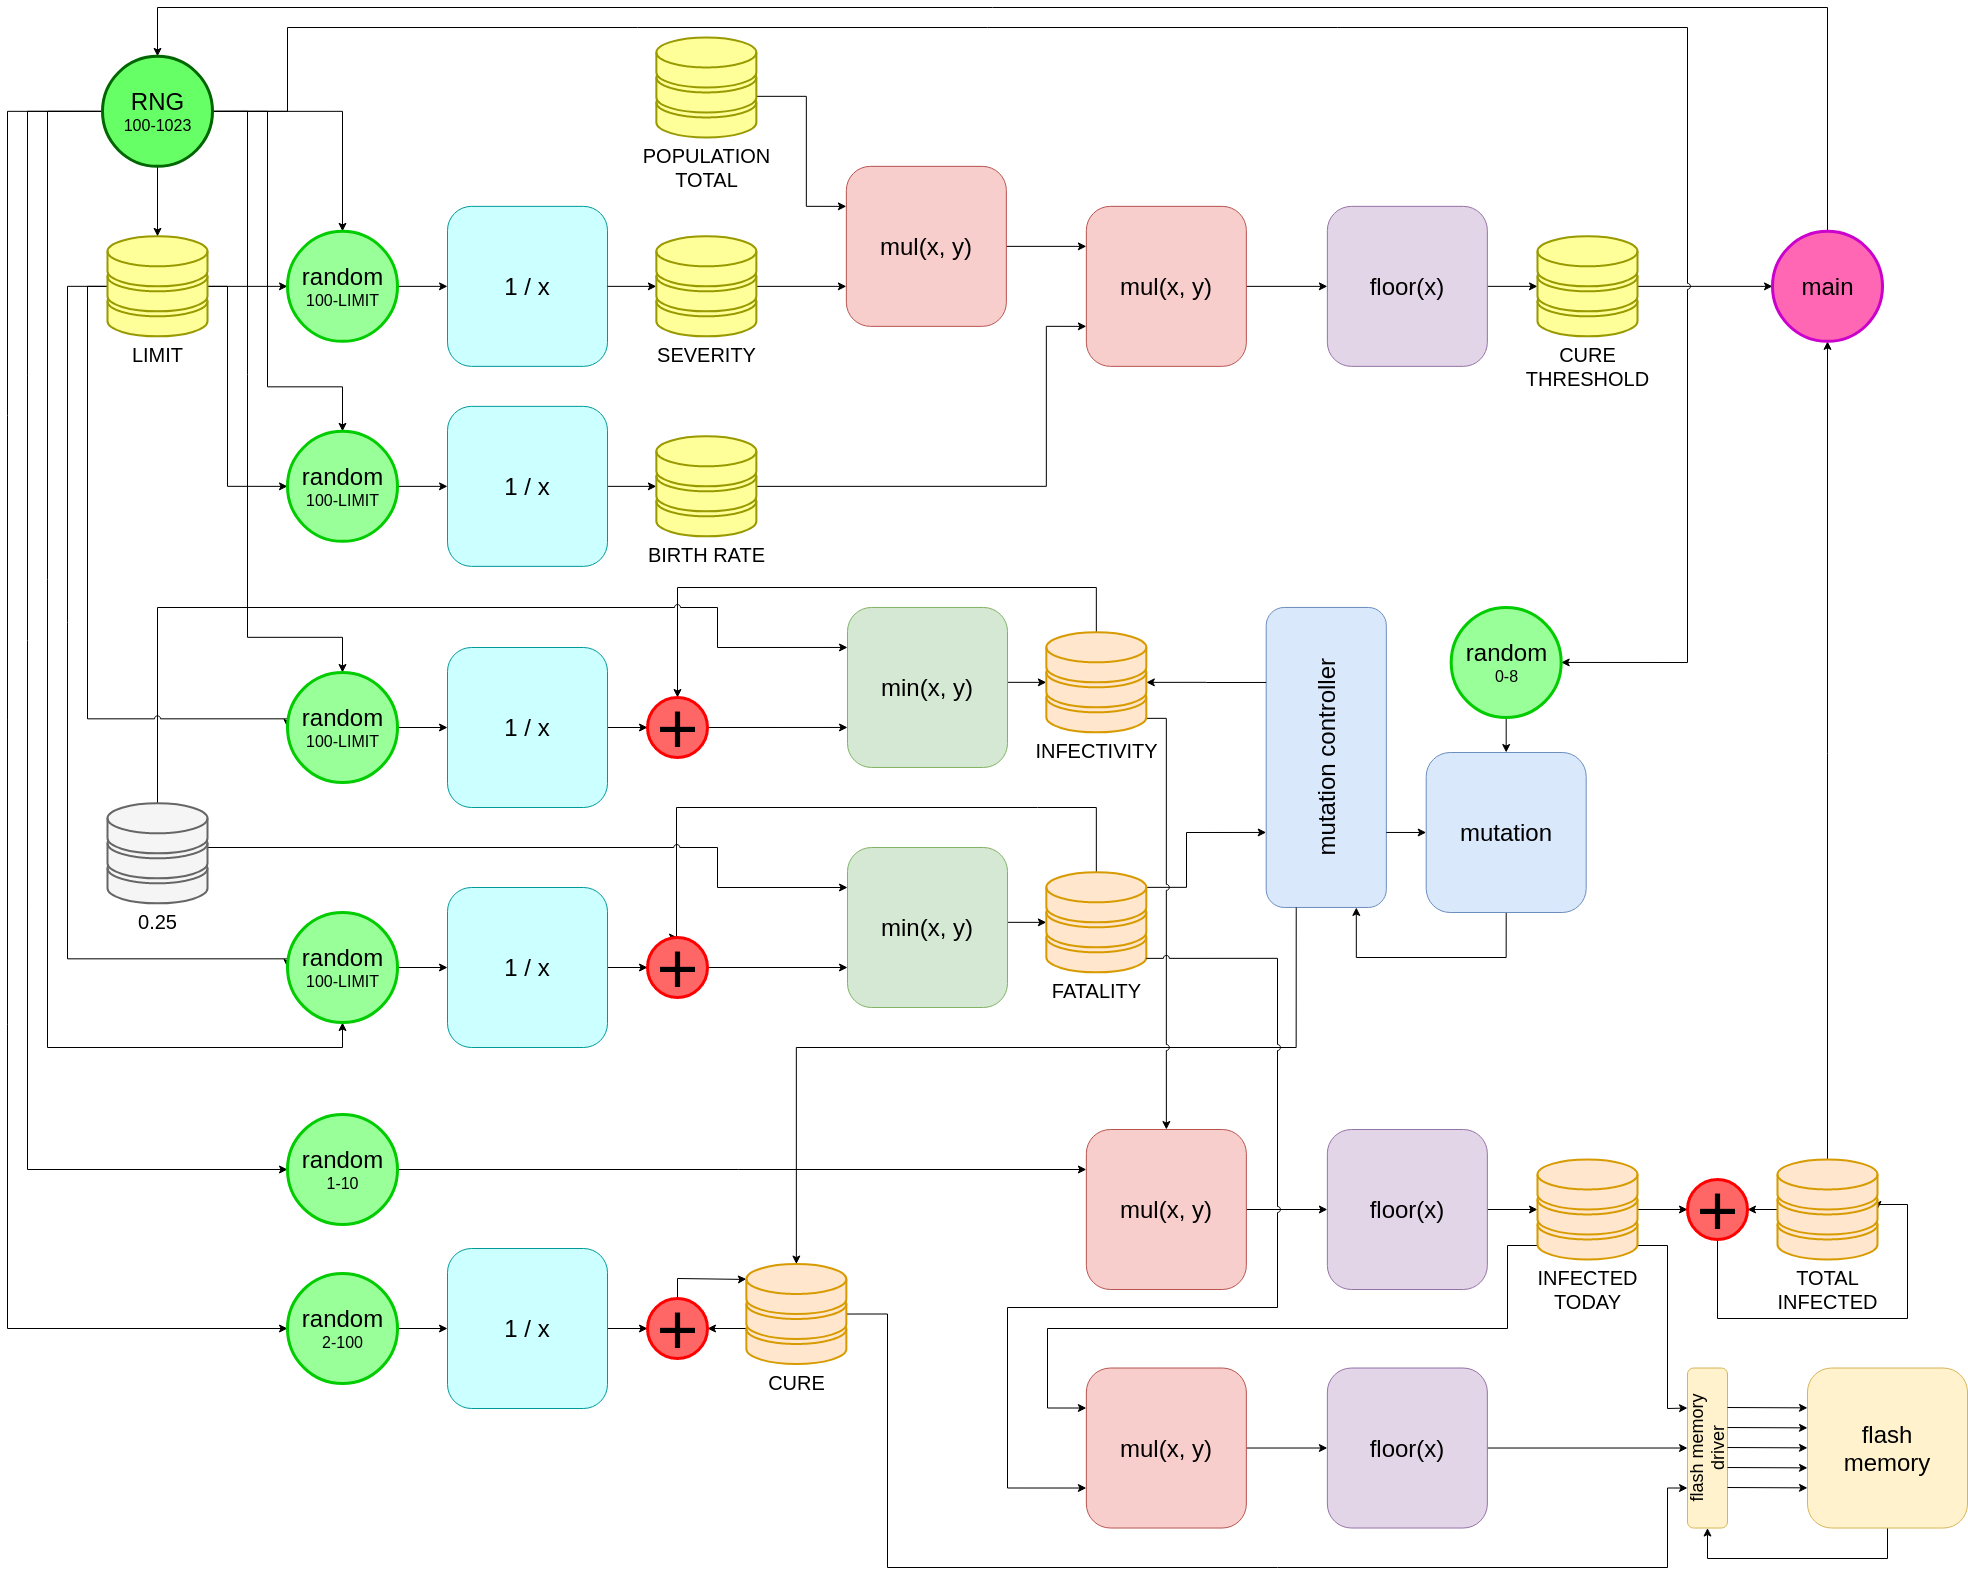 RNG
100-1023
POPULATION
TOTAL
mul(x, y)
random
100-LIMIT
1 / x
SEVERITY
mul(x, y)
floor(x)
CURE
THRESHOLD
main
LIMIT
random
100-LIMIT
1 / x
BIRTH RATE
random
100-LIMIT
1 / x
+
min(x, y)
INFECTIVITY
mutation controller
random
0-8
mutation
0.25
random
100-LIMIT
1 / x
+
min(x, y)
FATALITY
random
1-10
mul(x, y)
floor(x)
INFECTED
TODAY
+
TOTAL
INFECTED
random
2-100
1 / x
+
CURE
mul(x, y)
floor(x)
flash memory
driver
flash
memory